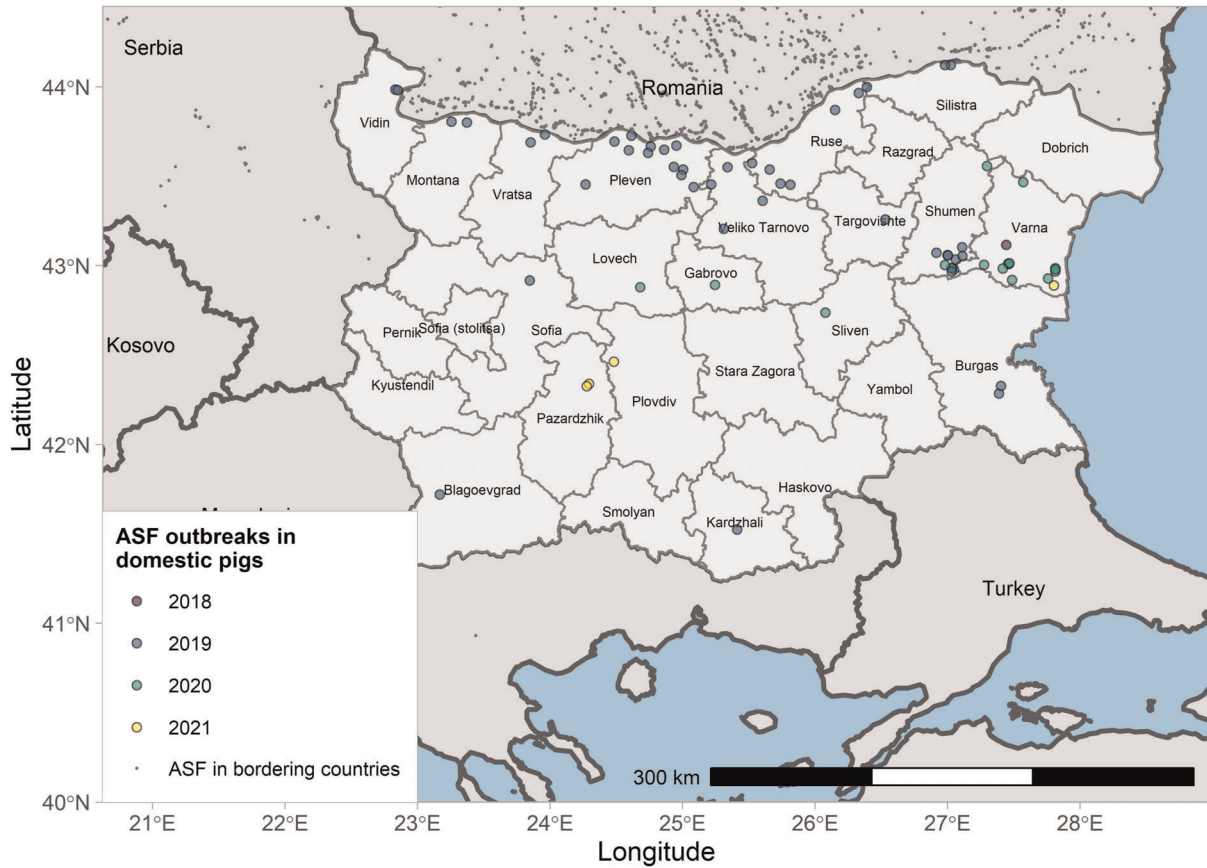 Serbia
44°N
Romania
Silistra
Vidin
Ruse
Dobrich
Razgrad
Montana
Pleven
Vratsa
Shumen
Targovishte
Veliko Tarnovo
Varna
Lovech
43°N
Gabrovo
Sofia (stolitsa)
Pernik
Sofia
Sliven
Kosovo
Burgas
Stara Zagora
Kyustendil
Yambol
Plovdiv
Latitude
Pazardzhik
42°N
Blagoevgrad
Haskovo
Smolyan
Kardzhali
ASF outbreaks in
domestic pigs
2018
2019
2020
2021
ASF in bordering countries
Turkey
41°N
300 km
40°N
21°E
22°E
23°E
24°E
25°E
26°E
27°E
28°E
Longitude